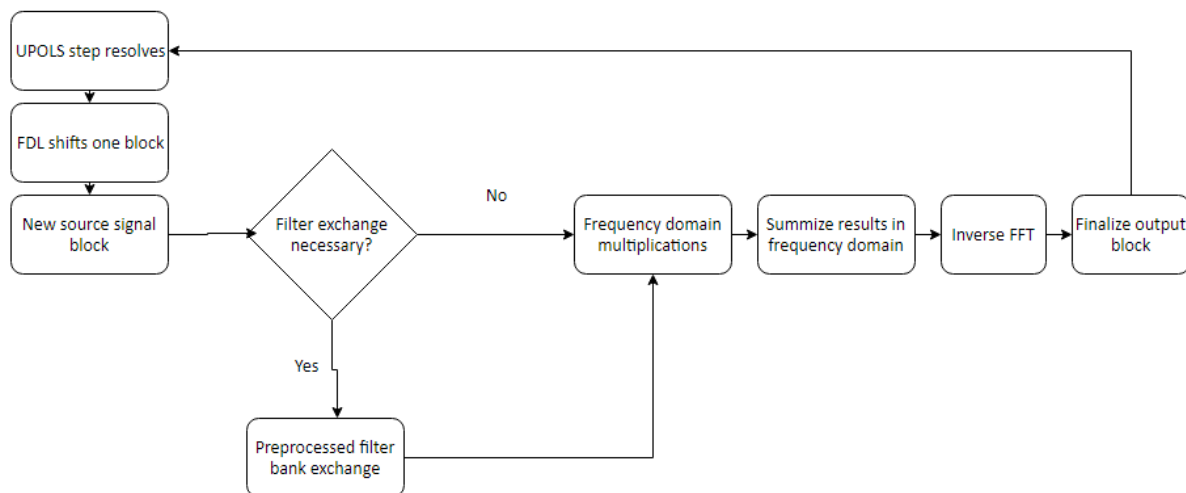 UPOLS step resolves
FDL shifts one block
New source signal
block
Filter exchange
necessary?
No
Yes
Preprocessed filter
bank exchange
Frequency domain
multiplications
Summize results in
frequency domain
Inverse FFT
Finalize output
block